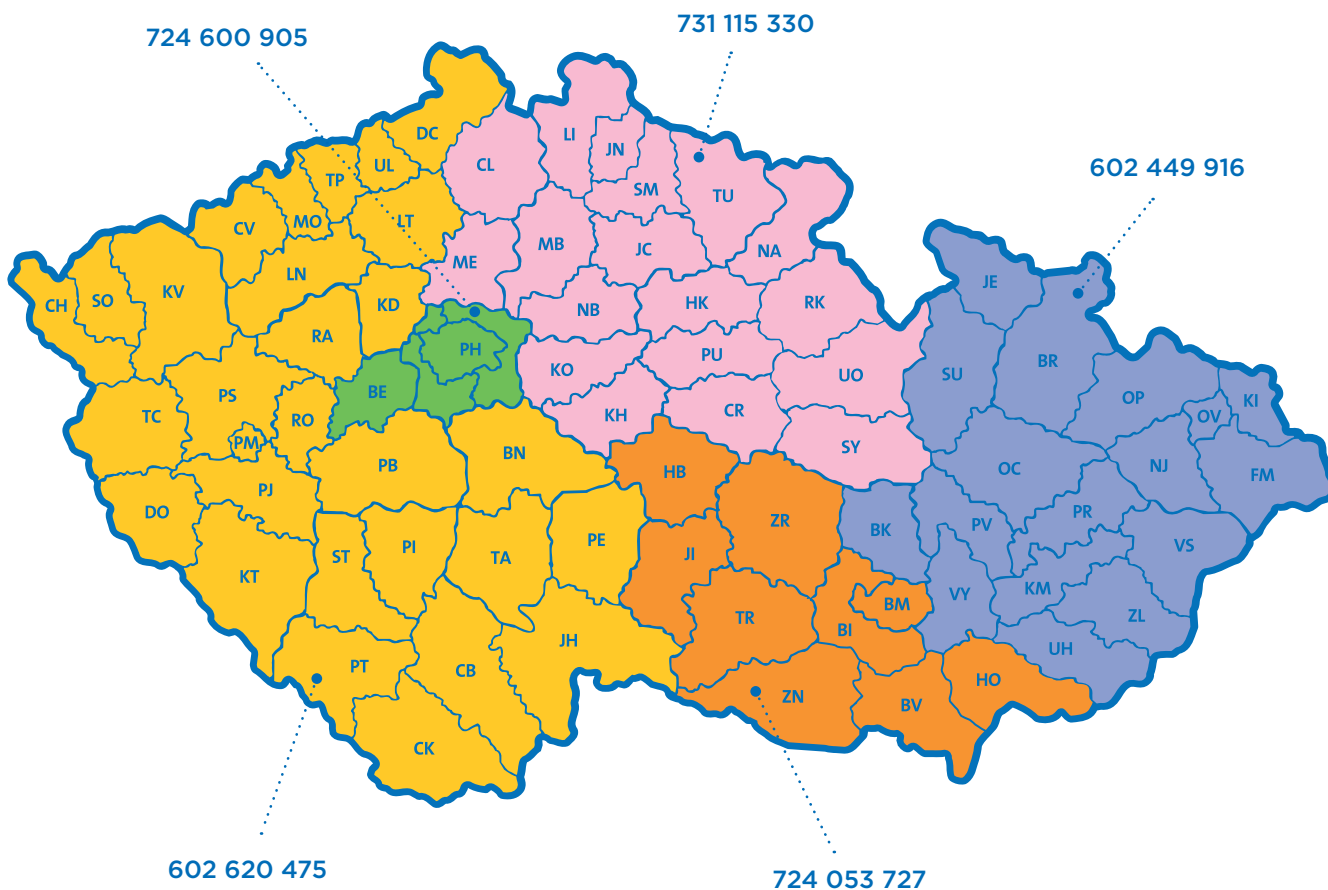 731 115 330
724 600 905
602 449 916
DC
LI
JN
UL
CL
TP
SM
TU
MO
LT
CV
MB
JC
NA
ME
LN
JE
SO
KV
CH
KD
NB
HK
RK
RA
PH
PU
BR
KO
UO
SU
BE
PS
OP
KI
TC
RO
KH
CR
OV
PM
SY
BN
PB
HB
OC
NJ
FM
PJ
DO
ZR
PR
PV
BK
PE
PI
ST
TA
JI
VS
KT
KM
VY
BM
TR
ZL
BI
JH
UH
PT
CB
HO
ZN
BV
CK
602 620 475
724 053 727